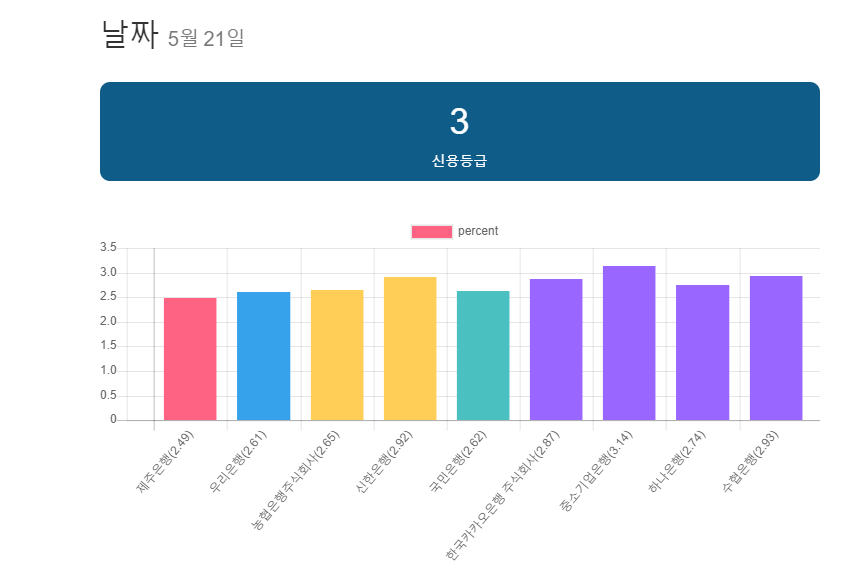 날짜 5월 21일
3
신용등급
percent
3.5
3.0
2.5
2.0
1.5
1.0
0.5
0
제주은행(2.49)
우리은행(2.61)
농협은행주식회사(2.65)
신한은행(2.92)
국민은행(2.62)
한국카카오은행 주식회사(2.87)
중소기업은행(3.14)
하나은행(2.74)
수협은행(2.93)